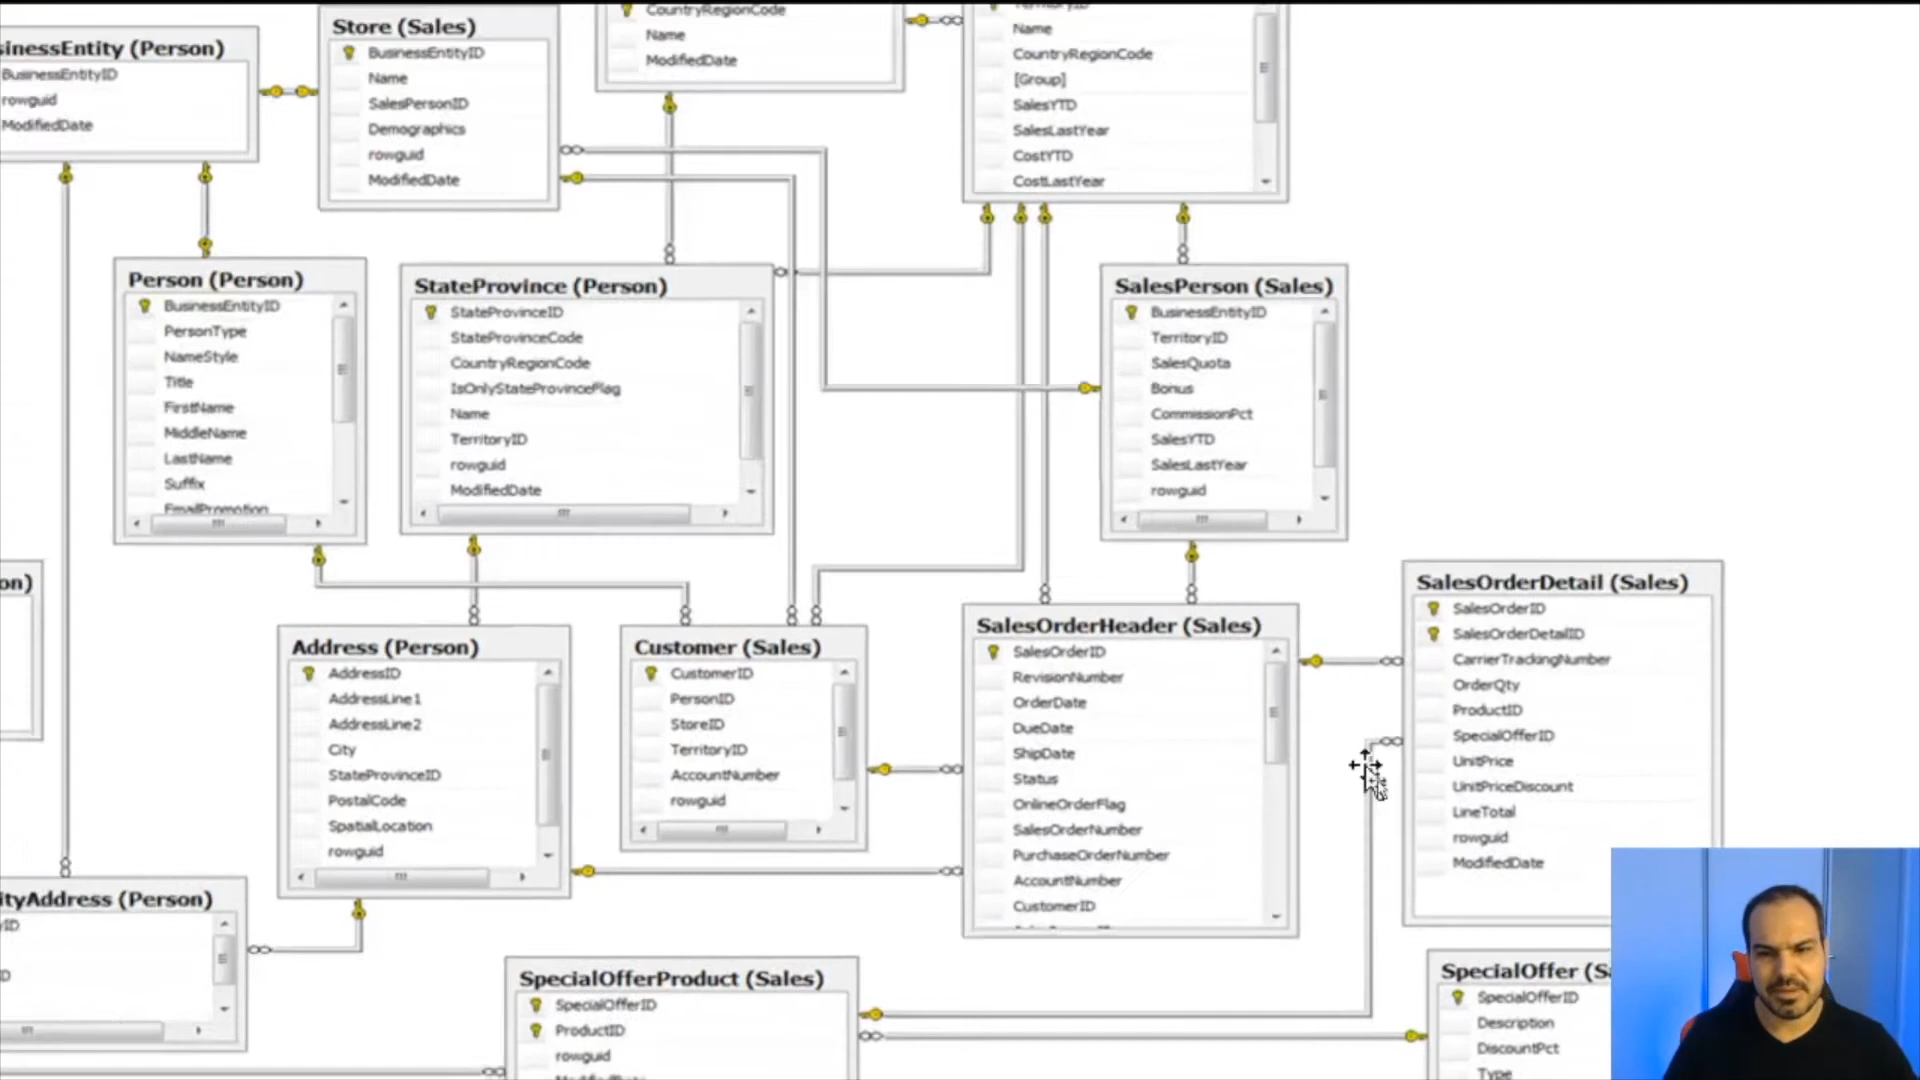 sinessEntity (Person)
BusinessEntityID
rowguid
ModifiedDate
Store (Sales)
BusinessEntityID
Name
SalesPersonID
Demographics
rowguid
ModifiedDate
CountryRegionCode
Name
ModifiedDate
TerritoryID
Name
CountryRegionCode
[Group]
SalesYTD
SalesLastYear
CostYTD
CostLastYear
Person (Person)
BusinessEntityID
PersonType
NameStyle
Title
FirstName
MiddleName
LastName
Suffix
EmailPromotion
StateProvince (Person)
StateProvinceID
StateProvinceCode
CountryRegionCode
IsOnlyStateProvinceFlag
Name
TerritoryID
rowguid
ModifiedDate
SalesPerson (Sales)
BusinessEntityID
TerritoryID
SalesQuota
Bonus
CommissionPct
SalesYTD
SalesLastYear
rowguid
on)
Address (Person)
AddressID
AddressLine1
AddressLine2
City
StateProvinceID
PostalCode
SpatialLocation
rowguid
Customer (Sales)
CustomerID
PersonID
StoreID
TerritoryID
AccountNumber
rowguid
SalesOrderHeader (Sales)
SalesOrderID
RevisionNumber
OrderDate
DueDate
ShipDate
Status
OnlineOrderFlag
SalesOrderNumber
PurchaseOrderNumber
AccountNumber
CustomerID
SalesOrderDetail (Sales)
SalesOrderID
SalesOrderDetailID
CarrierTrackingNumber
OrderQty
ProductID
SpecialOfferID
UnitPrice
UnitPriceDiscount
LineTotal
rowguid
ModifiedDate
ityAddress (Person)
ID
D
SpecialOfferProduct (Sales)
SpecialOfferID
ProductID
rowguid
SpecialOffer (Sa
SpecialOfferID
Description
DiscountPct
Type